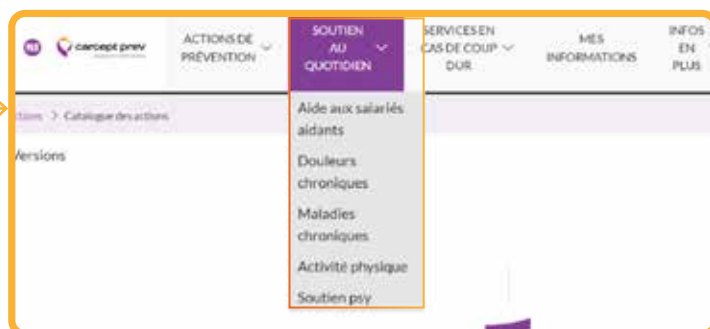 carcept prev
ACTIONS DE
PRÉVENTION
SOUTIEN
AU
QUOTIDIEN
SERVICES EN
CAS DE COUP
DUR
MES
INFORMATIONS
INFOS
EN
PLUS
> Catalogue des actions
Versions
Aide aux salariés
aidants
Douleurs
chroniques
Maladies
chroniques
Activité physique
Soutien psy